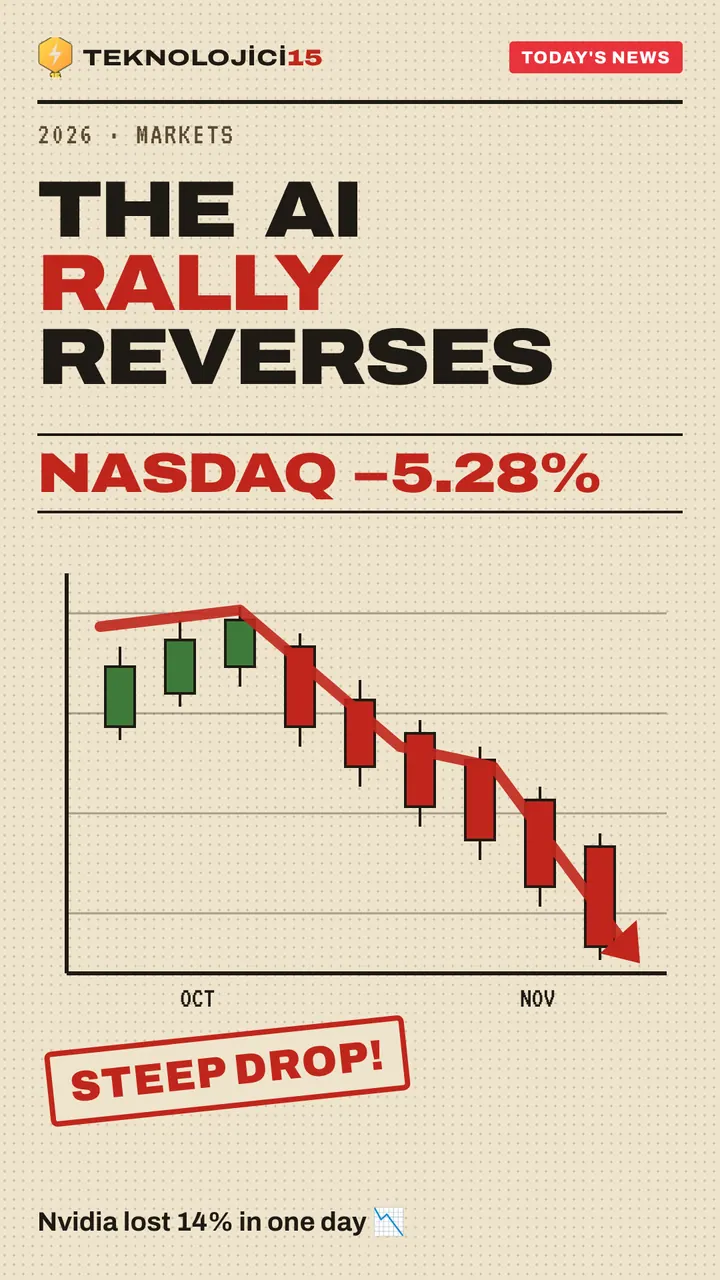 TEKNOLOJİCİ15
TODAY'S NEWS
2026 · MARKETS
THE AI
RALLY
REVERSES
NASDAQ –5.28%
OCT
NOV
STEEP DROP!
Nvidia lost 14% in one day 📉